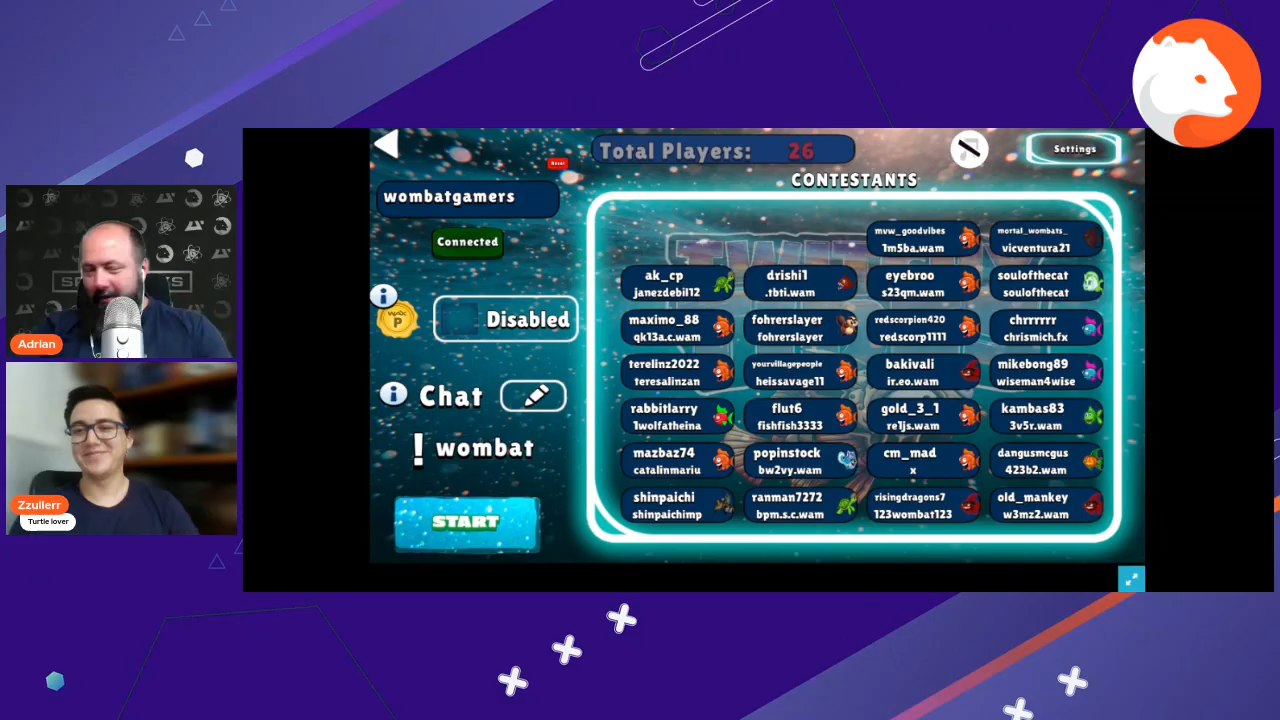 Total Players: 26
Settings
CONTESTANTS
Reset
wombatgamers
Connected
Disabled
Chat
! wombat
START
mvw_goodvibes
1m5ba.wam
mortal_wombats_
vicventura21
ak_cp
janezdebil12
drishi1
.tbti.wam
eyebroo
s23qm.wam
soulofthecat
soulofthecat
maximo_88
qk13a.c.wam
fohrerslayer
fohrerslayer
redscorpion420
redscorp1111
chrrrrrr
chrismich.fx
terelinz2022
teresalinzan
yourvillagepeople
heissavage11
bakivali
ir.eo.wam
mikebong89
wiseman4wise
rabbitlarry
1wolfatheina
flut6
fishfish3333
gold_3_1
re1js.wam
kambas83
3v5r.wam
mazbaz74
catalinmariu
popinstock
bw2vy.wam
cm_mad
x
dangusmcgus
423b2.wam
shinpaichi
shinpaichimp
ranman7272
bpm.s.c.wam
risingdragons7
123wombat123
old_mankey
w3mz2.wam
Adrian
Zzullerr
Turtle lover